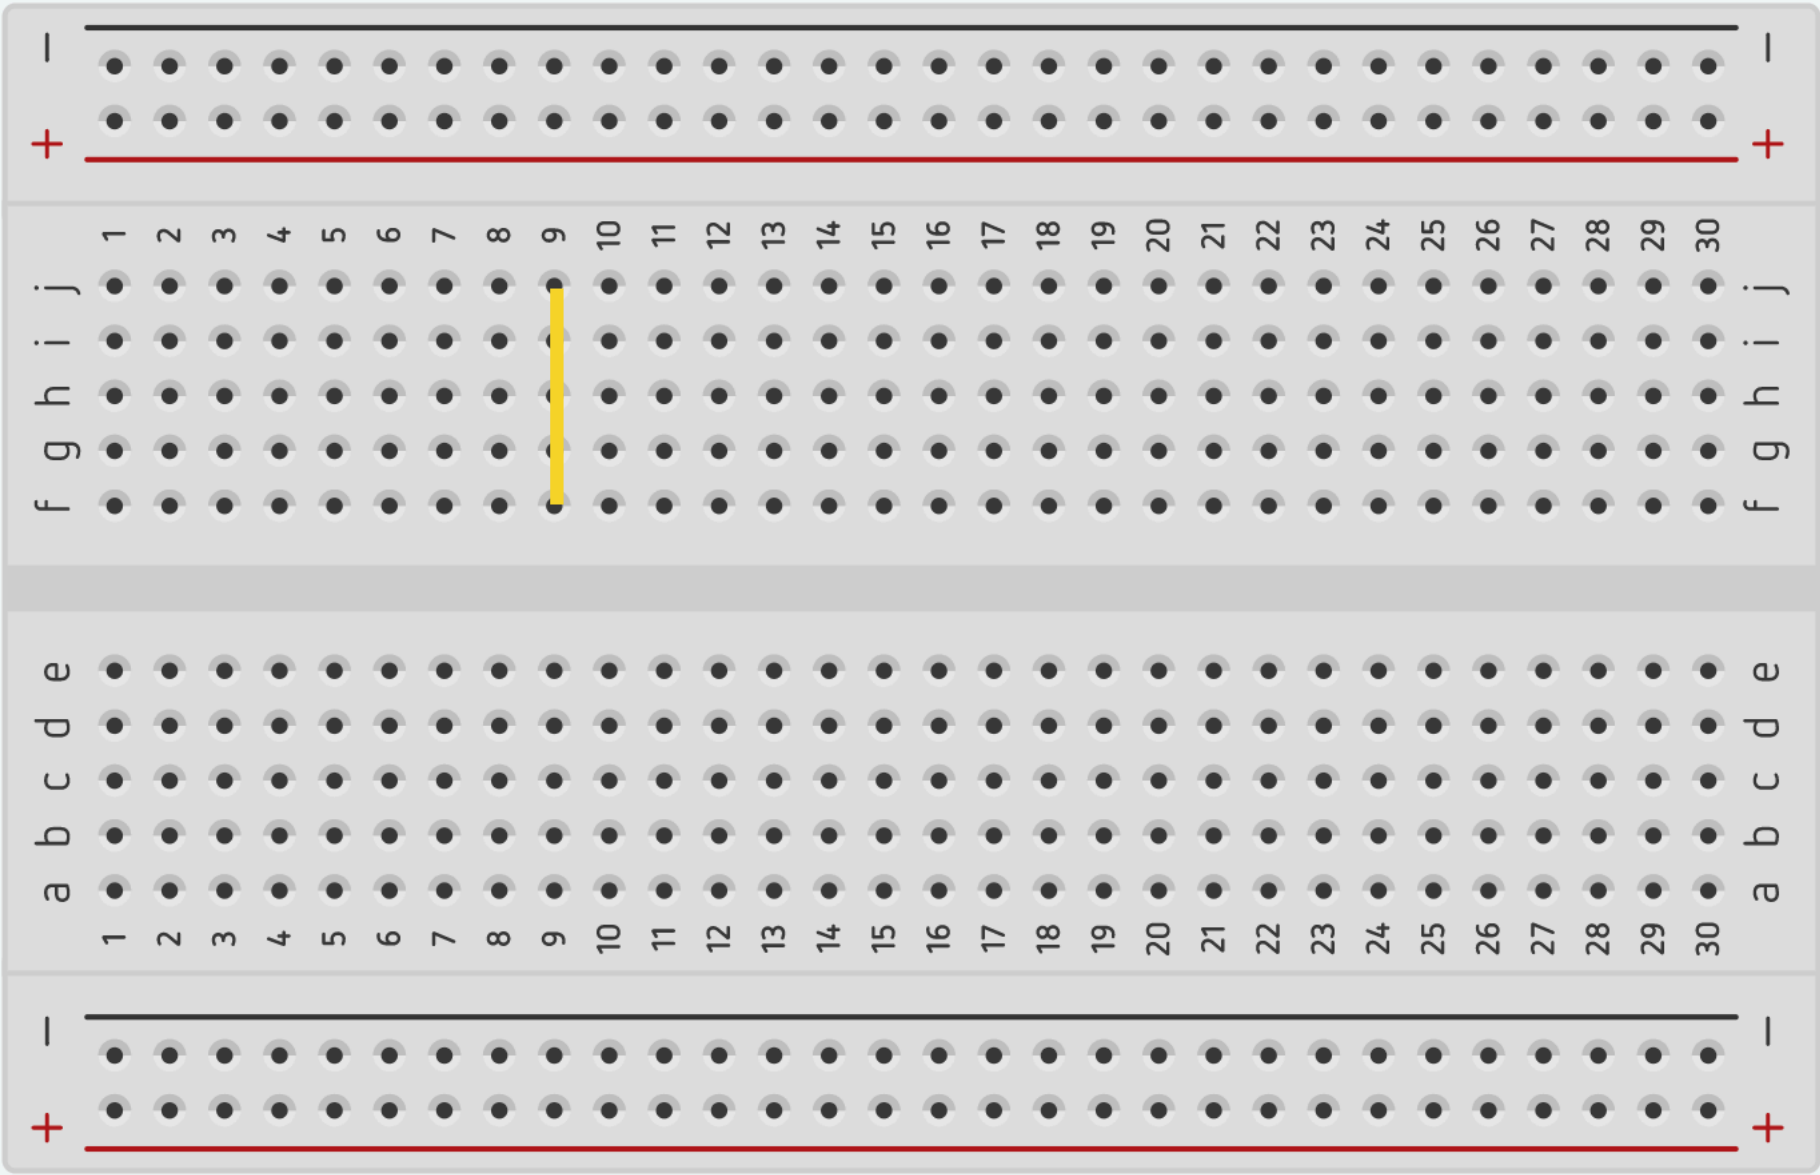 − −
+ +
1 2 3 4 5 6 7 8 9 10 11 12 13 14 15 16 17 18 19 20 21 22 23 24 25 26 27 28 29 30
j j
i i
h h
g g
f f
e e
d d
c c
b b
a a
1 2 3 4 5 6 7 8 9 10 11 12 13 14 15 16 17 18 19 20 21 22 23 24 25 26 27 28 29 30
− −
+ +